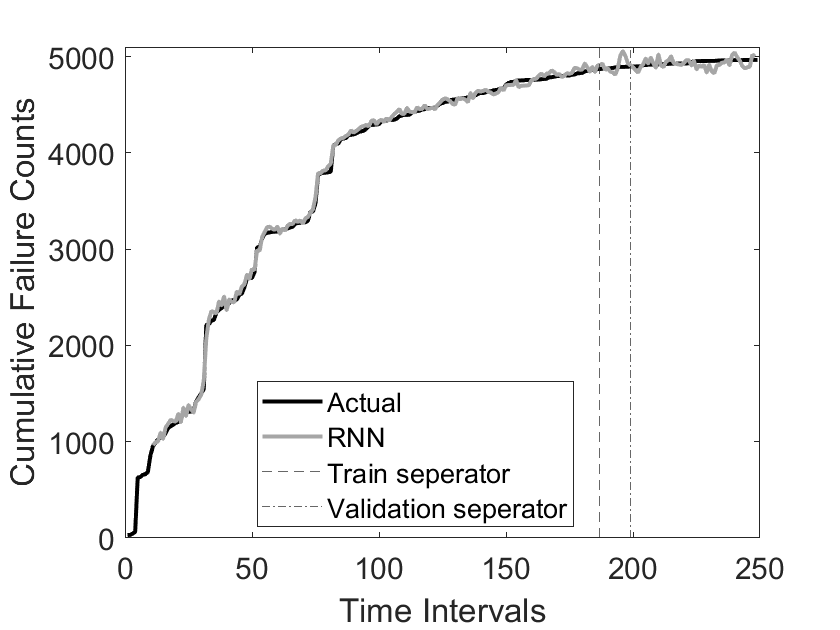 5000
4000
3000
2000
1000
0
Cumulative Failure Counts
Actual
RNN
Train seperator
Validation seperator
0 50 100 150 200 250
Time Intervals